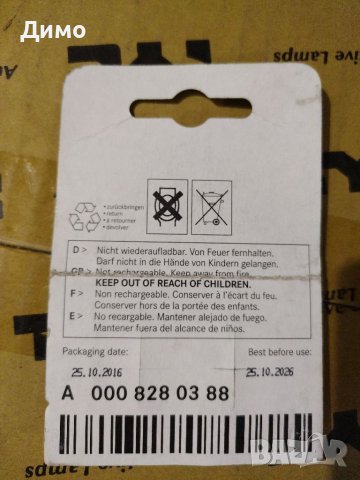 Димо
ive Lamps
zurückbringen
return
à retourner
devolver
D > Nicht wiederaufladbar. Von Feuer fernhalten.
Darf nicht in die Hände von Kindern gelangen.
GB > Not rechargeable. Keep away from fire.
KEEP OUT OF REACH OF CHILDREN.
F > Non rechargeable. Conserver à l'écart du feu.
Conserver hors de la portée des enfants.
E > No recargable. Mantener alejado de fuego.
Mantener fuera del alcance de niños.
Packaging date: Best before use:
25.10.2016 25.10.2026
A 000 828 03 88
BAZAR
tive Lamps